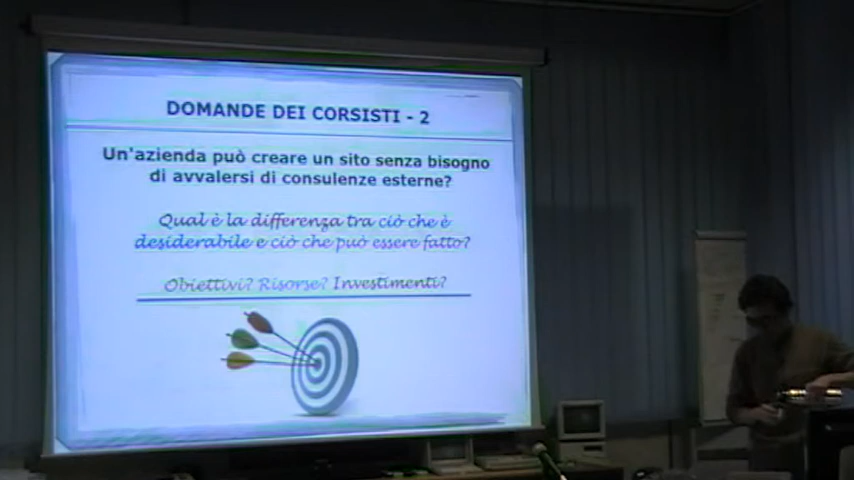 DOMANDE DEI CORSISTI - 2
Un'azienda può creare un sito senza bisogno
di avvalersi di consulenze esterne?
Qual è la differenza tra ciò che è
desiderabile e ciò che può essere fatto?
Obiettivi? Risorse? Investimenti?